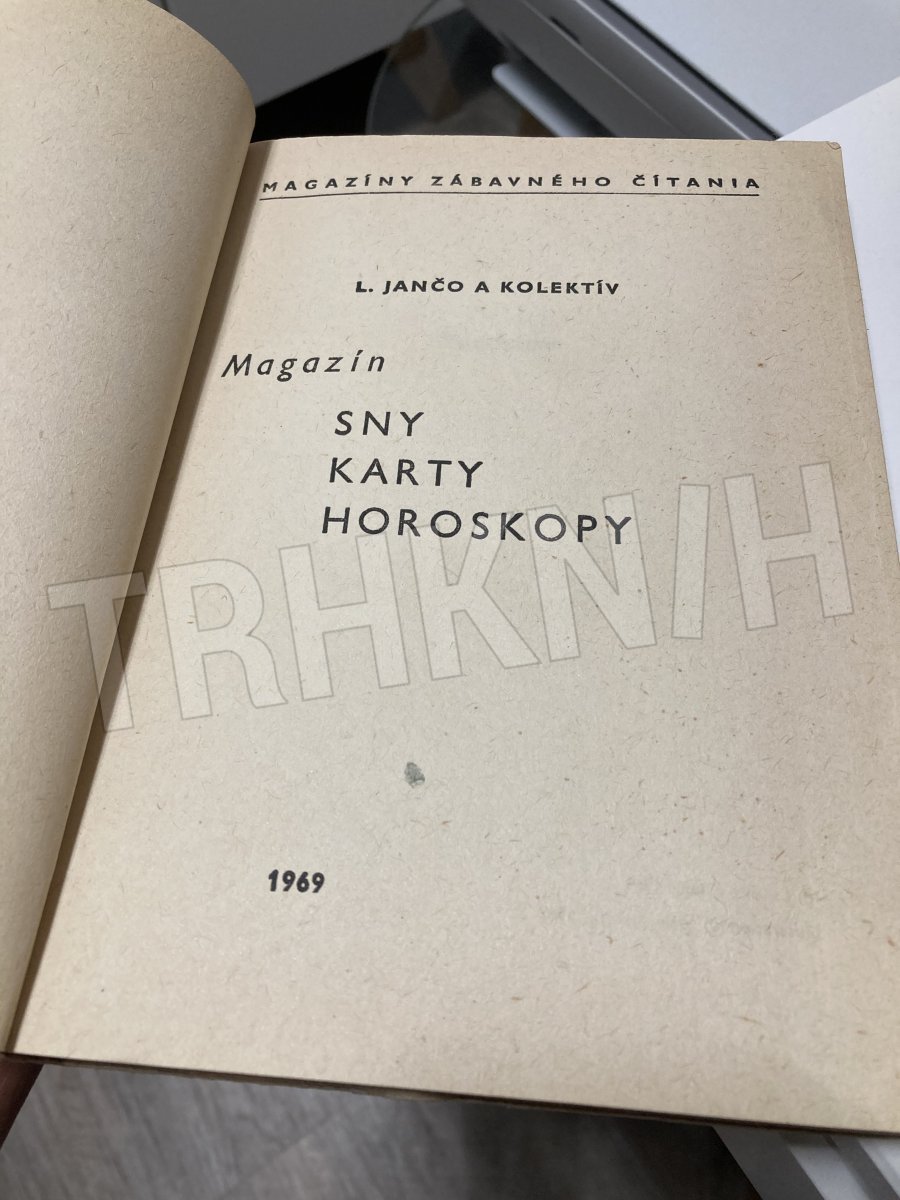 MAGAZÍNY ZÁBAVNÉHO ČÍTANIA
L. JANČO A KOLEKTÍV
Magazín
SNY
KARTY
HOROSKOPY
TRHKNIH
1969